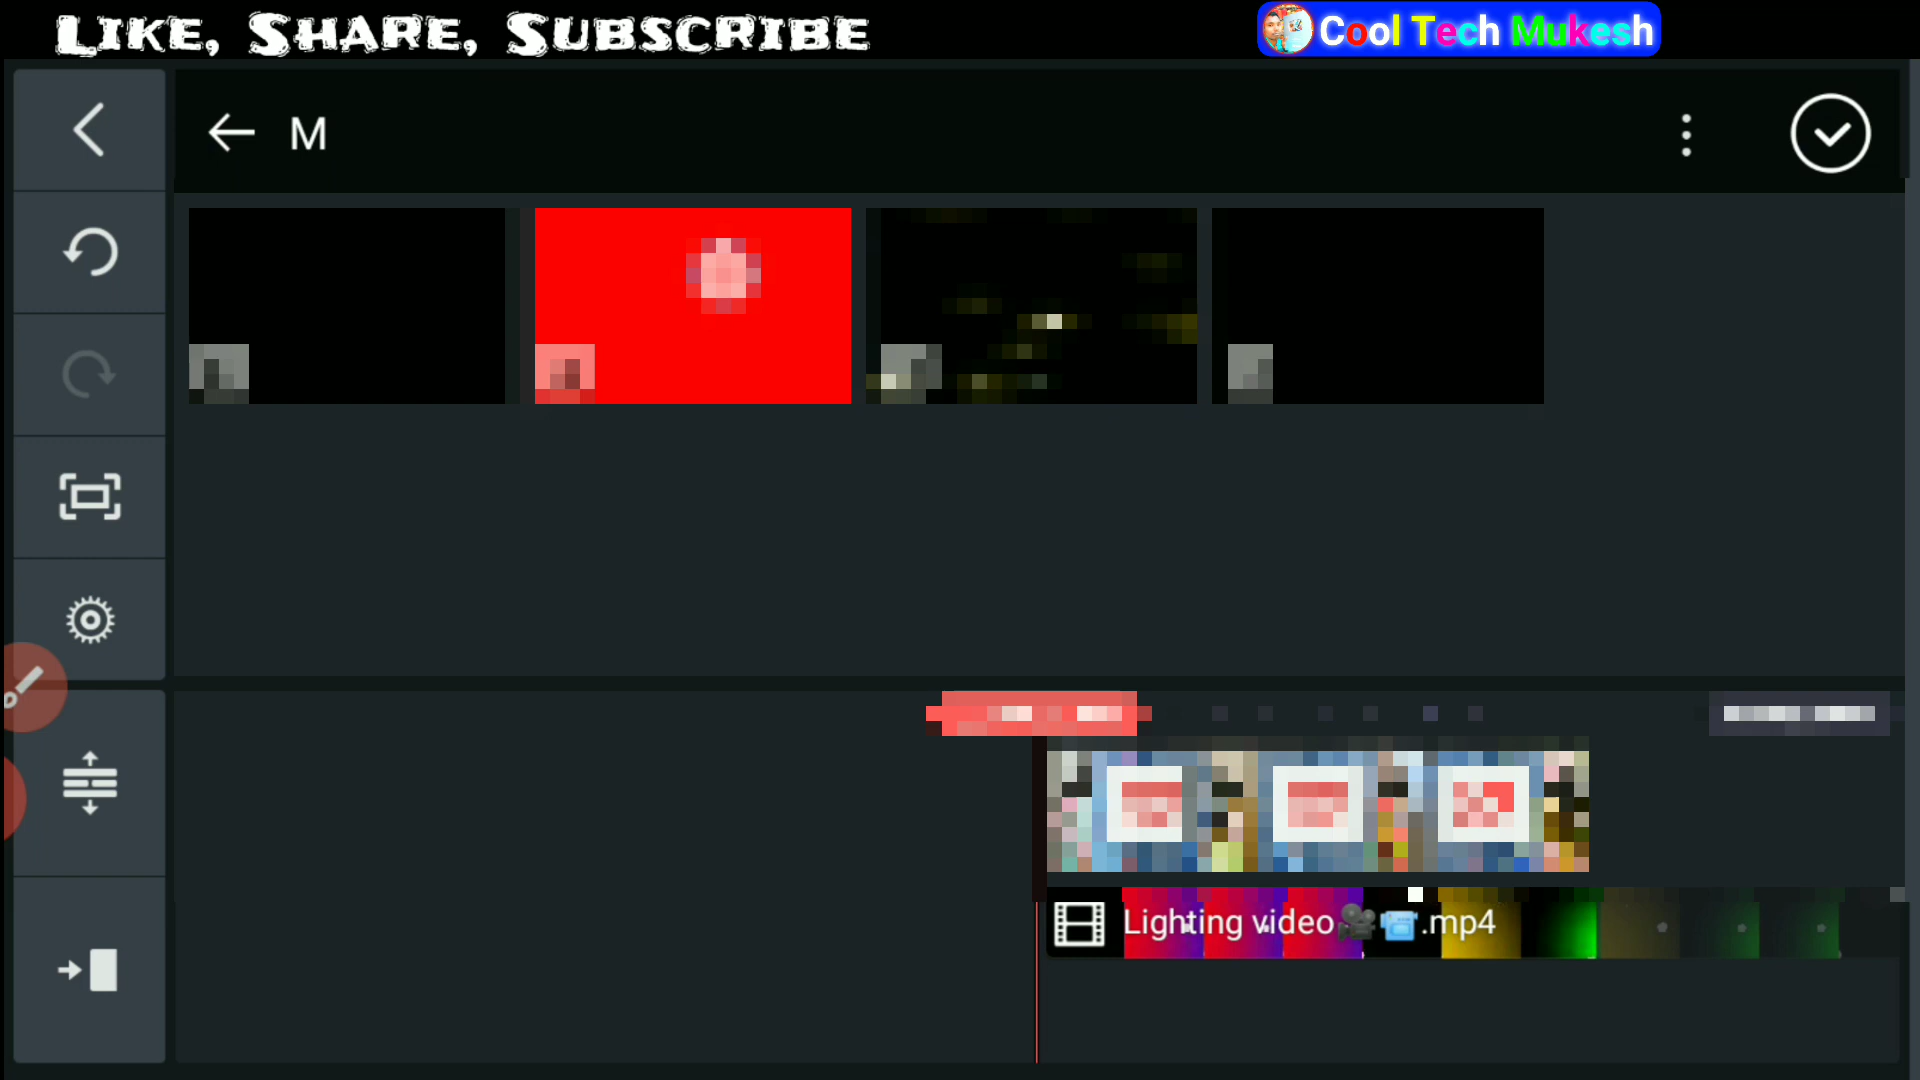 Like, Share, Subscribe
Cool Tech Mukesh
M
Lighting video🎥📹.mp4